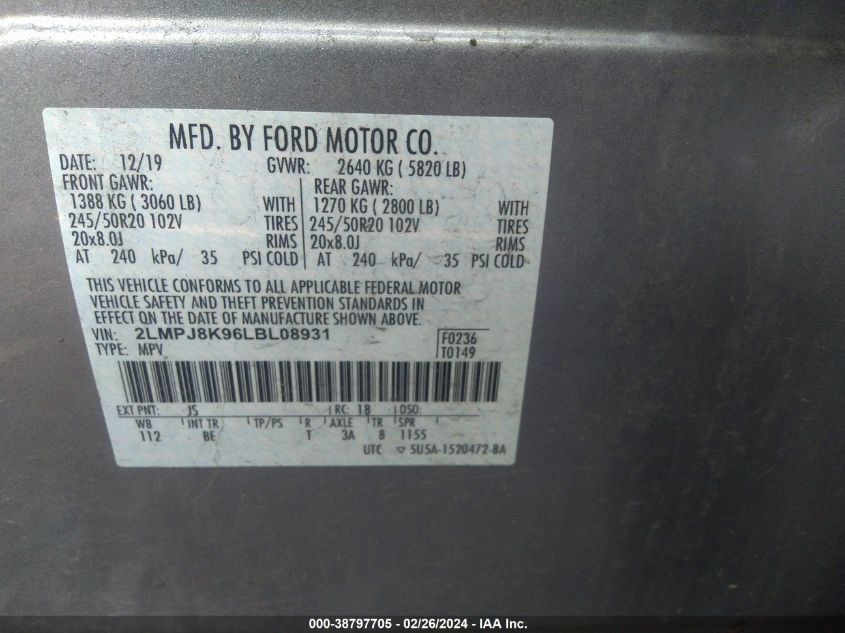 MFD. BY FORD MOTOR CO.
DATE: 12/19 GVWR: 2640 KG ( 5820 LB)
FRONT GAWR: REAR GAWR:
1388 KG ( 3060 LB) WITH 1270 KG ( 2800 LB) WITH
245/50R20 102V TIRES 245/50R20 102V TIRES
20x8.0J RIMS 20x8.0J RIMS
AT 240 kPa/ 35 PSI COLD AT 240 kPa/ 35 PSI COLD
THIS VEHICLE CONFORMS TO ALL APPLICABLE FEDERAL MOTOR
VEHICLE SAFETY AND THEFT PREVENTION STANDARDS IN
EFFECT ON THE DATE OF MANUFACTURE SHOWN ABOVE.
VIN: 2LMPJ8K96LBL08931 F0236
TYPE: MPV T0149
EXT PNT: JS RC: 18 DSO:
WB INT TR TP/PS R AXLE TR SPR
112 BE T 3A 8 1155
UTC ▽ 5U5A-1520472-BA
000-38797705 - 02/26/2024 - IAA Inc.